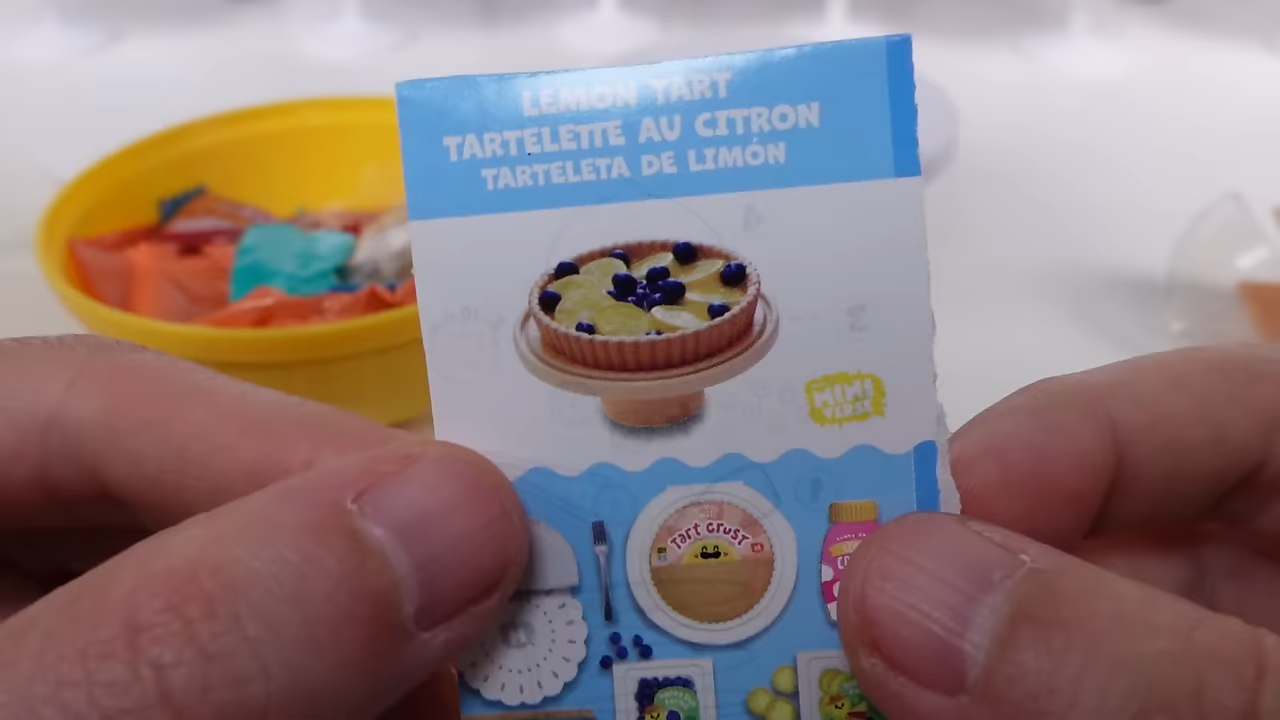 LEMON TART
TARTELETTE AU CITRON
TARTELETA DE LIMÓN
MINI
VERSE
Tart Crust